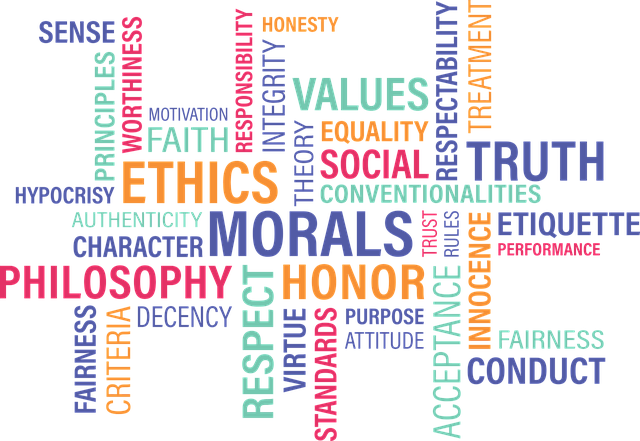 SENSE
HONESTY
PRINCIPLES
WORTHINESS
RESPONSIBILITY
INTEGRITY
RESPECTABILITY
TREATMENT
MOTIVATION
VALUES
FAITH
THEORY
EQUALITY
SOCIAL
TRUTH
HYPOCRISY
ETHICS
CONVENTIONALITIES
AUTHENTICITY
MORALS
TRUST
RULES
INNOCENCE
ETIQUETTE
CHARACTER
PERFORMANCE
PHILOSOPHY
RESPECT
HONOR
ACCEPTANCE
FAIRNESS
CRITERIA
DECENCY
VIRTUE
STANDARDS
PURPOSE
ATTITUDE
FAIRNESS
CONDUCT